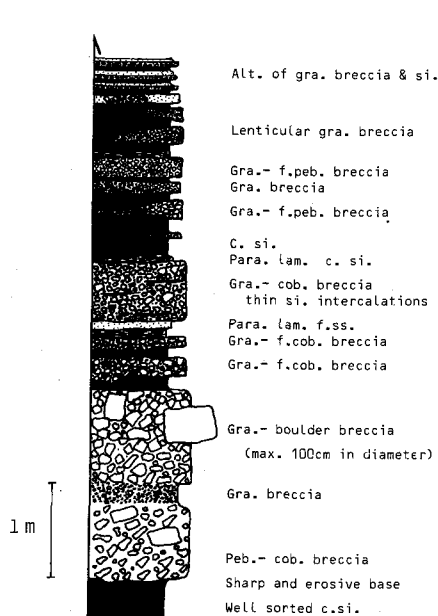 Alt. of gra. breccia & si.
Lenticular gra. breccia
Gra.- f.peb. breccia
Gra. breccia
Gra.- f.peb. breccia
C. si.
Para. lam. c. si.
Gra.- cob. breccia
thin si. intercalations
Para. lam. f.ss.
Gra.- f.cob. breccia
Gra.- f.cob. breccia
Gra.- boulder breccia
(max. 100cm in diameter)
Gra. breccia
1m
Peb.- cob. breccia
Sharp and erosive base
Well sorted c.si.